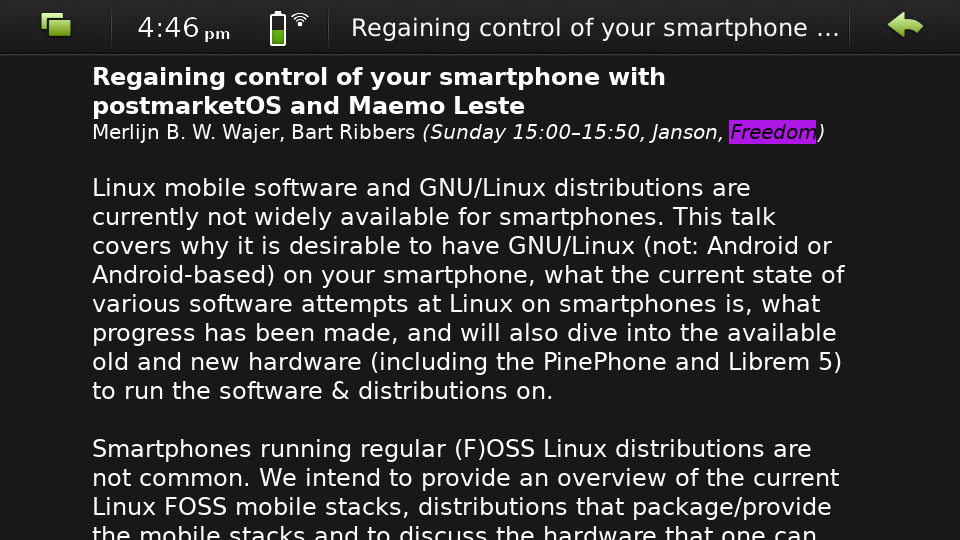 4:46 pm Regaining control of your smartphone ...
Regaining control of your smartphone with
postmarketOS and Maemo Leste
Merlijn B. W. Wajer, Bart Ribbers (Sunday 15:00–15:50, Janson, Freedom)
Linux mobile software and GNU/Linux distributions are
currently not widely available for smartphones. This talk
covers why it is desirable to have GNU/Linux (not: Android or
Android-based) on your smartphone, what the current state of
various software attempts at Linux on smartphones is, what
progress has been made, and will also dive into the available
old and new hardware (including the PinePhone and Librem 5)
to run the software & distributions on.
Smartphones running regular (F)OSS Linux distributions are
not common. We intend to provide an overview of the current
Linux FOSS mobile stacks, distributions that package/provide
the mobile stacks and to discuss the hardware that one can